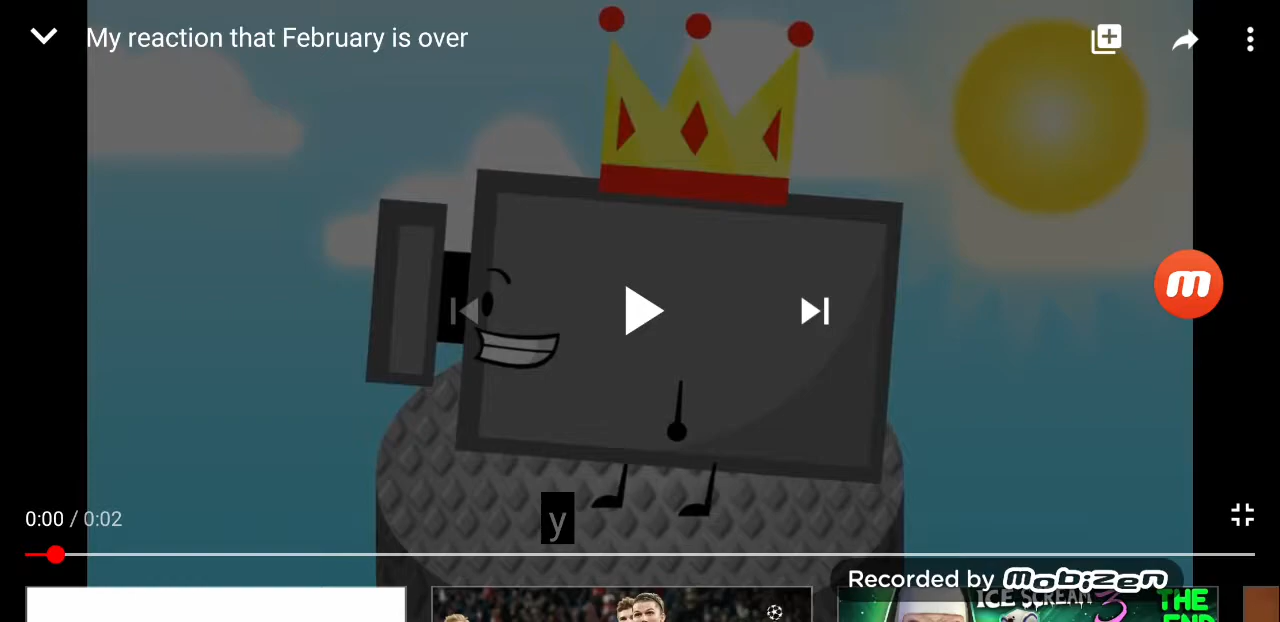 My reaction that February is over
m
y
0:00 / 0:02
Recorded by MOBIZEN
ICE SCREAM 3
THE
END